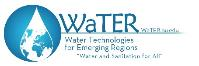 WaTER
Water Technologies
for Emerging Regions
"Water and Sanitation for All"